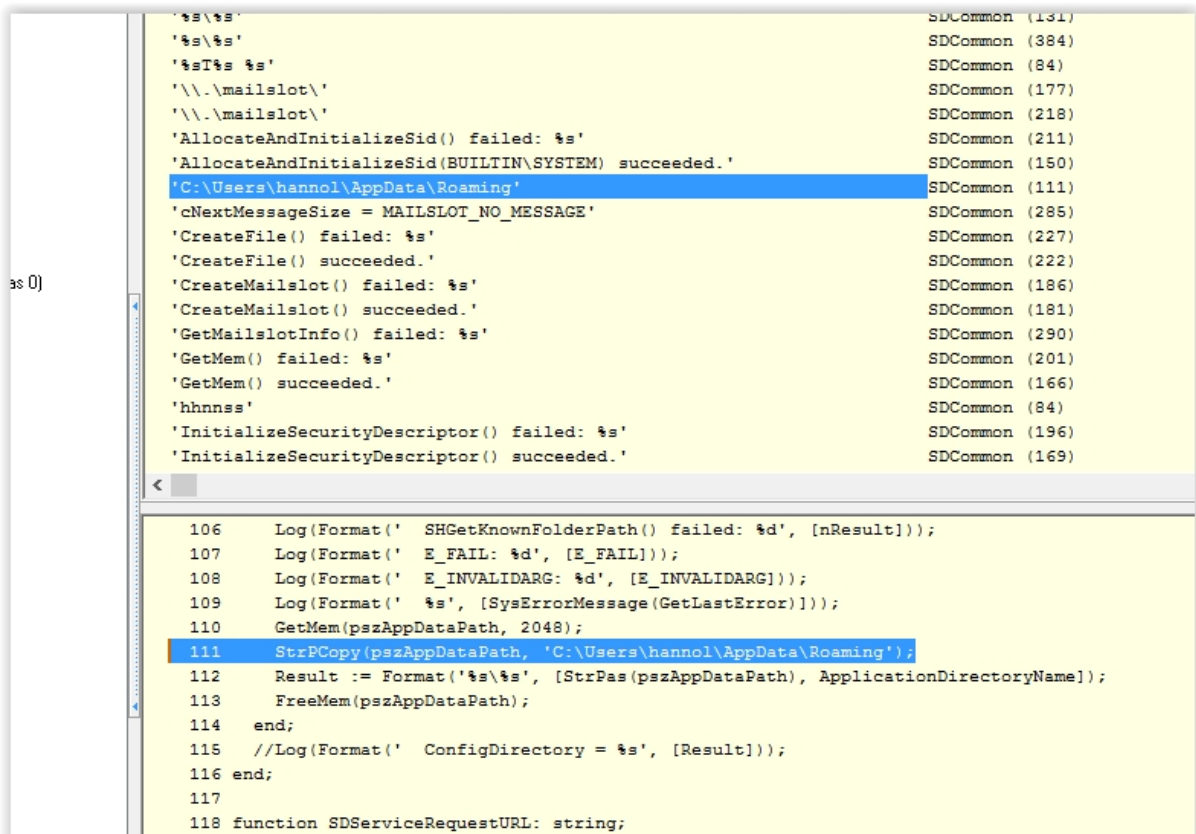 '%s\%s' SDCommon (131)
'%s\%s' SDCommon (384)
'%sT%s %s' SDCommon (84)
'\\.\mailslot\' SDCommon (177)
'\\.\mailslot\' SDCommon (218)
'AllocateAndInitializeSid() failed: %s' SDCommon (211)
'AllocateAndInitializeSid(BUILTIN\SYSTEM) succeeded.' SDCommon (150)
'C:\Users\hannol\AppData\Roaming' SDCommon (111)
'cNextMessageSize = MAILSLOT_NO_MESSAGE' SDCommon (285)
'CreateFile() failed: %s' SDCommon (227)
'CreateFile() succeeded.' SDCommon (222)
as 0)
'CreateMailslot() failed: %s' SDCommon (186)
'CreateMailslot() succeeded.' SDCommon (181)
'GetMailslotInfo() failed: %s' SDCommon (290)
'GetMem() failed: %s' SDCommon (201)
'GetMem() succeeded.' SDCommon (166)
'hhnnss' SDCommon (84)
'InitializeSecurityDescriptor() failed: %s' SDCommon (196)
'InitializeSecurityDescriptor() succeeded.' SDCommon (169)
106 Log(Format('  SHGetKnownFolderPath() failed: %d', [nResult]));
107 Log(Format('  E_FAIL: %d', [E_FAIL]));
108 Log(Format('  E_INVALIDARG: %d', [E_INVALIDARG]));
109 Log(Format('  %s', [SysErrorMessage(GetLastError)]));
110 GetMem(pszAppDataPath, 2048);
111 StrPCopy(pszAppDataPath, 'C:\Users\hannol\AppData\Roaming');
112 Result := Format('%s\%s', [StrPas(pszAppDataPath), ApplicationDirectoryName]);
113 FreeMem(pszAppDataPath);
114 end;
115 //Log(Format('  ConfigDirectory = %s', [Result]));
116 end;
117
118 function SDServiceRequestURL: string;